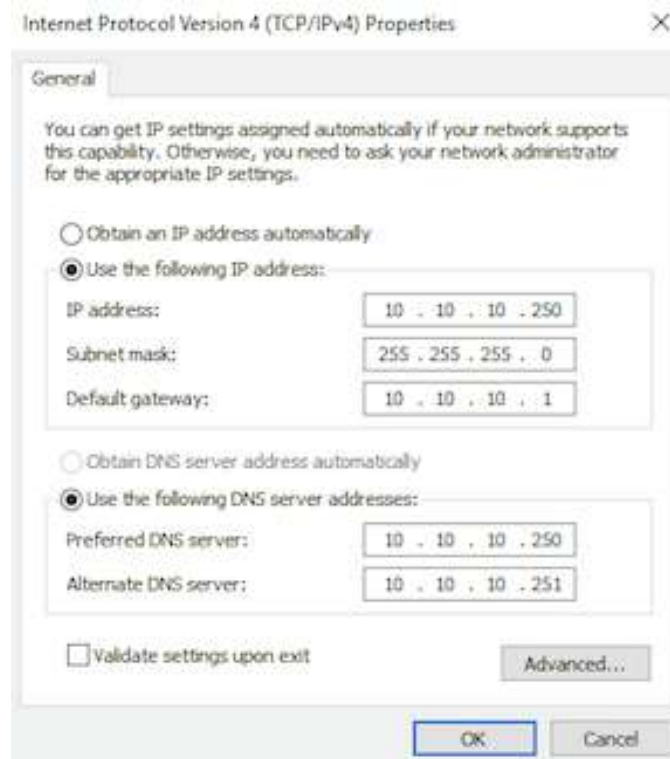 Internet Protocol Version 4 (TCP/IPv4) Properties
General
You can get IP settings assigned automatically if your network supports
this capability. Otherwise, you need to ask your network administrator
for the appropriate IP settings.
Obtain an IP address automatically
Use the following IP address:
IP address: 10 . 10 . 10 . 250
Subnet mask: 255 . 255 . 255 . 0
Default gateway: 10 . 10 . 10 . 1
Obtain DNS server address automatically
Use the following DNS server addresses:
Preferred DNS server: 10 . 10 . 10 . 250
Alternate DNS server: 10 . 10 . 10 . 251
Validate settings upon exit
Advanced...
OK Cancel